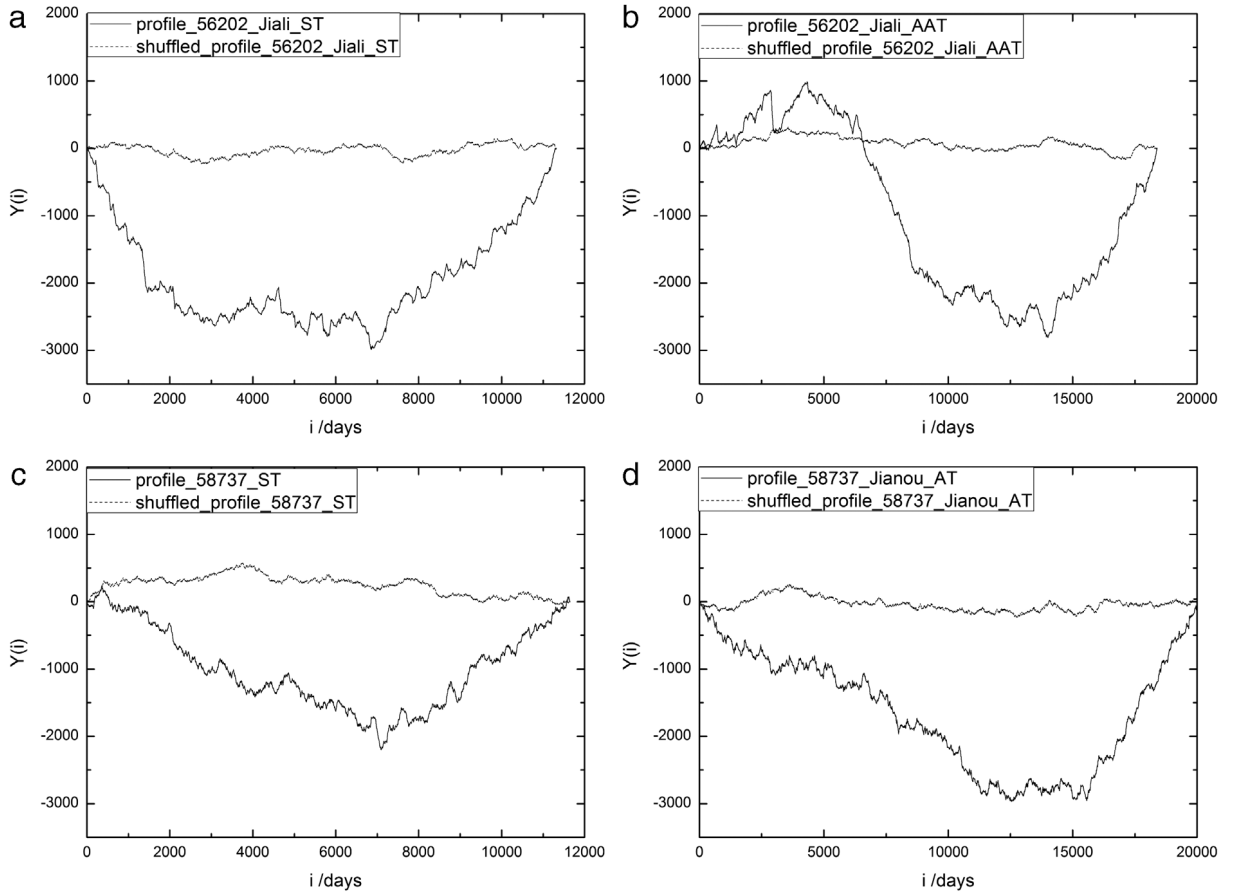 a
2000
1000
0
-1000
-2000
-3000
Y(i)
profile_56202_Jiali_ST
shuffled_profile_56202_Jiali_ST
0 2000 4000 6000 8000 10000 12000
i /days
b
2000
1000
0
-1000
-2000
-3000
Y(i)
profile_56202_Jiali_AAT
shuffled_profile_56202_Jiali_AAT
0 5000 10000 15000 20000
i /days
c
2000
1000
0
-1000
-2000
-3000
Y(i)
profile_58737_ST
shuffled_profile_58737_ST
0 2000 4000 6000 8000 10000 12000
i /days
d
2000
1000
0
-1000
-2000
-3000
Y(i)
profile_58737_Jianou_AT
shuffled_profile_58737_Jianou_AT
0 5000 10000 15000 20000
i /days